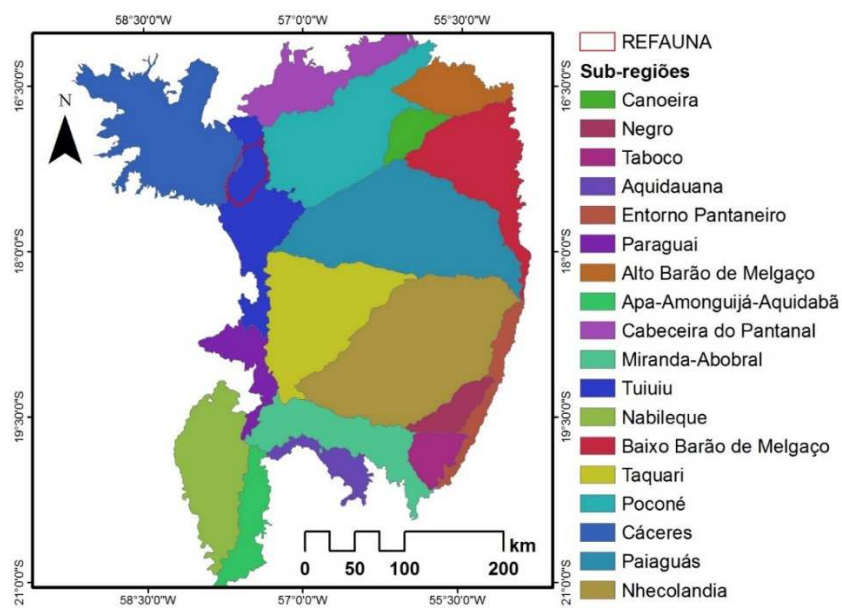 58°30'0"W 57°0'0"W 55°30'0"W
16°30'0"S 16°30'0"S
18°0'0"S 18°0'0"S
19°30'0"S 19°30'0"S
21°0'0"S 21°0'0"S
58°30'0"W 57°0'0"W 55°30'0"W
N
km
0 50 100 200
REFAUNA
Sub-regiões
Canoeira
Negro
Taboco
Aquidauana
Entorno Pantaneiro
Paraguai
Alto Barão de Melgaço
Apa-Amonguijá-Aquidabã
Cabeceira do Pantanal
Miranda-Abobral
Tuiuiu
Nabileque
Baixo Barão de Melgaço
Taquari
Poconé
Cáceres
Paiaguás
Nhecolandia